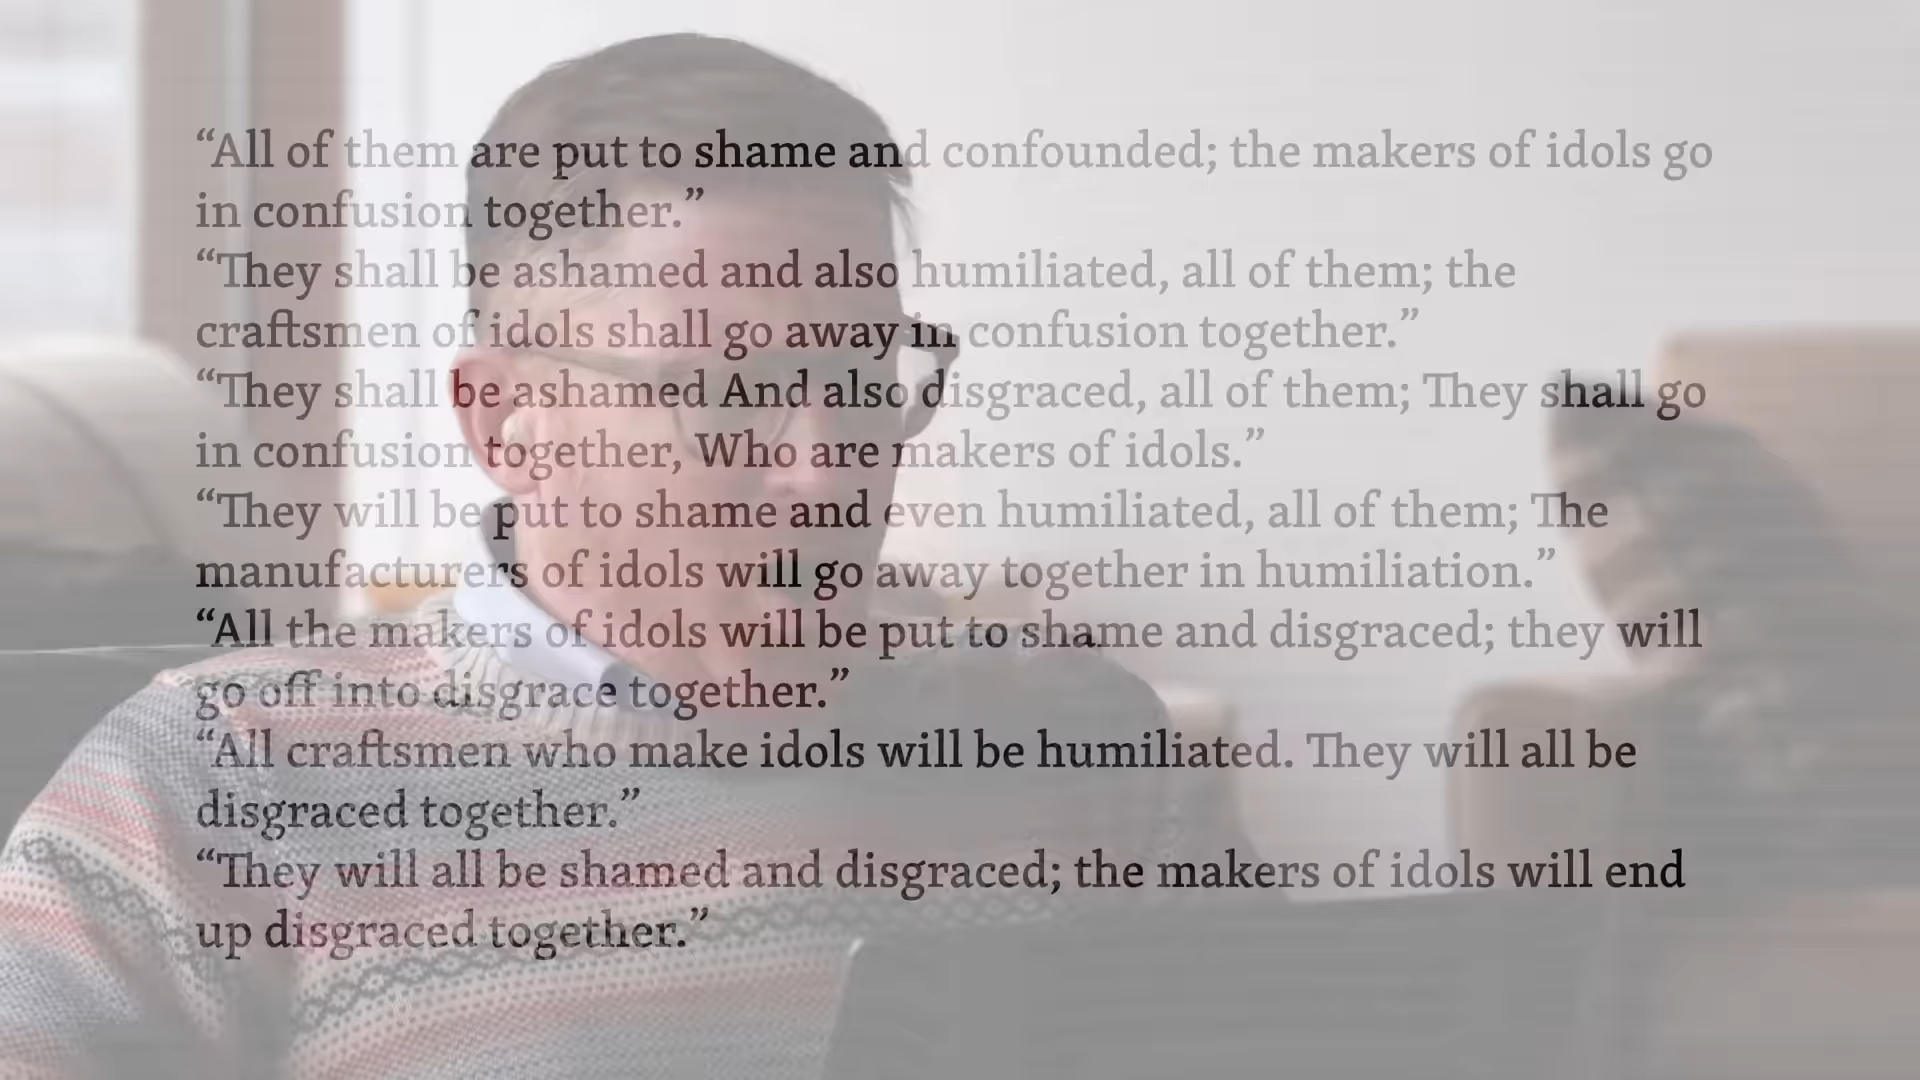 “All of them are put to shame and confounded; the makers of idols go
in confusion together.”
“They shall be ashamed and also humiliated, all of them; the
craftsmen of idols shall go away in confusion together.”
“They shall be ashamed And also disgraced, all of them; They shall go
in confusion together, Who are makers of idols.”
“They will be put to shame and even humiliated, all of them; The
manufacturers of idols will go away together in humiliation.”
“All the makers of idols will be put to shame and disgraced; they will
go off into disgrace together.”
“All craftsmen who make idols will be humiliated. They will all be
disgraced together.”
“They will all be shamed and disgraced; the makers of idols will end
up disgraced together.”